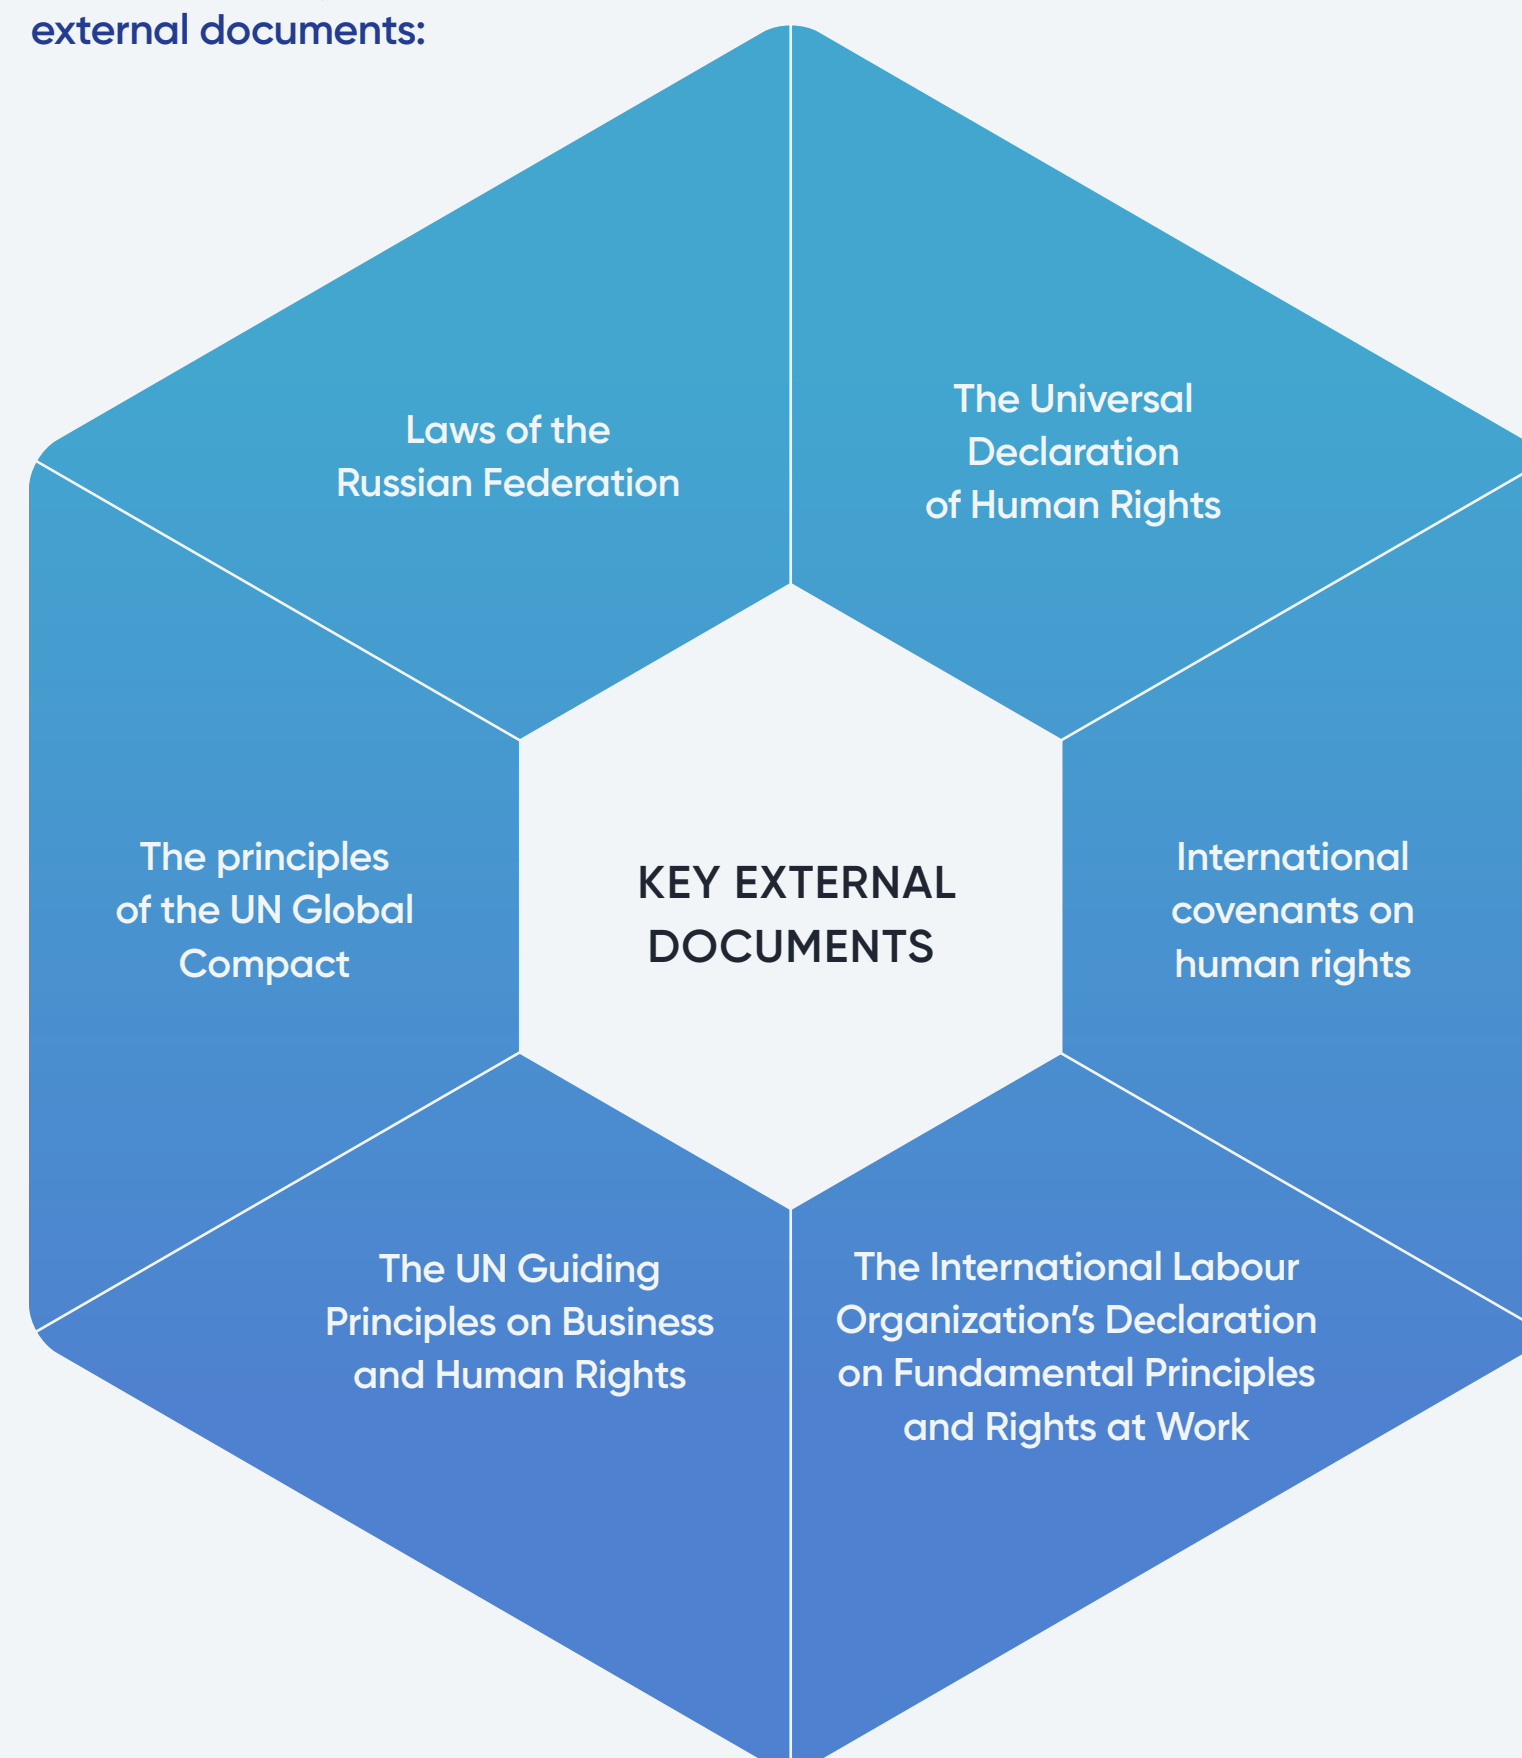 external documents:
Laws of the
Russian Federation
The Universal
Declaration
of Human Rights
The principles
of the UN Global
Compact
KEY EXTERNAL
DOCUMENTS
International
covenants on
human rights
The UN Guiding
Principles on Business
and Human Rights
The International Labour
Organization’s Declaration
on Fundamental Principles
and Rights at Work